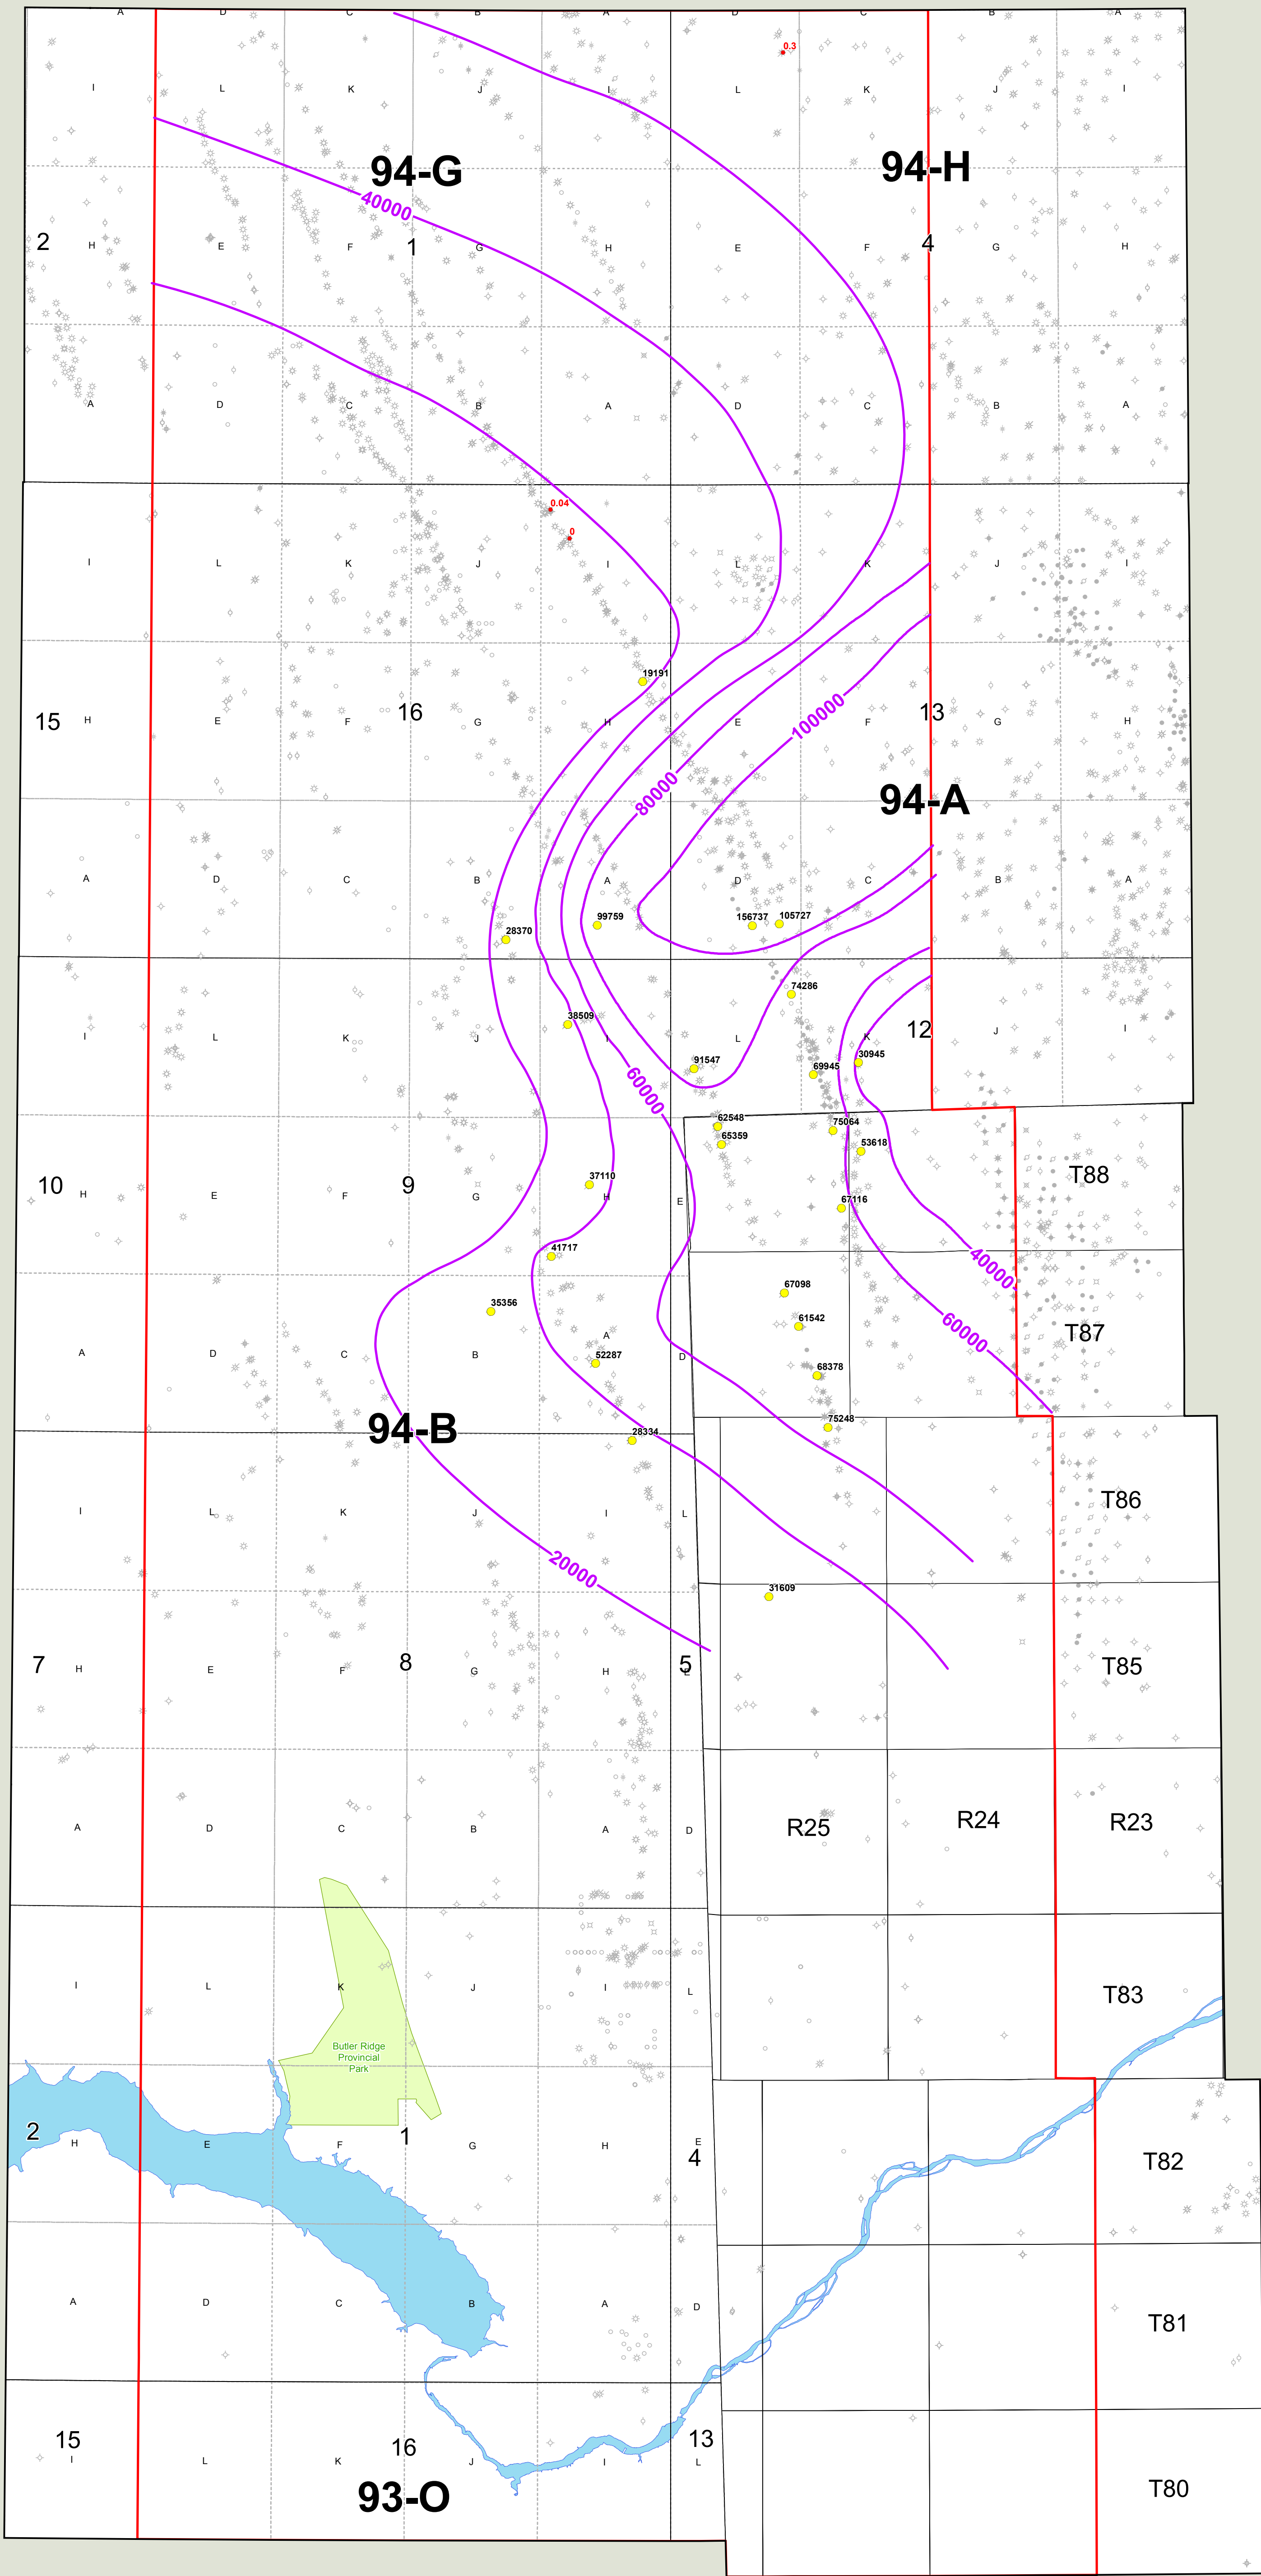 A D C B A D C B A
0.3
I L K J I L K J I
94-G 94-H
40000
2 H E F 1 G H E F 4 G H
A D C B A D C B A
0.04
0
I L K J I L K J I
19191
15 H E F 16 G H E 100000 F 13 G H
80000
94-A
A D C B A D C B A
28370 99759 156737 105727
74286
38509
I L K J I L K 12 J I
91547 69945 30945
60000
62548 75064
65359 53618
T88
37110
10 H E F 9 G H E
67116
41717
40000
67098
35356
61542
60000
T87
A D C B A D
52287 68378
94-B
28334 75248
T86
I L K J I L
20000
31609
7 H E F 8 G H 5 E
T85
A D C B A D
R25 R24 R23
I L K J I L
T83
Butler Ridge
Provincial
Park
2 H E F 1 G H E
4
T82
A D C B A D
T81
15 I L K 16 J I 13 L
93-O
T80